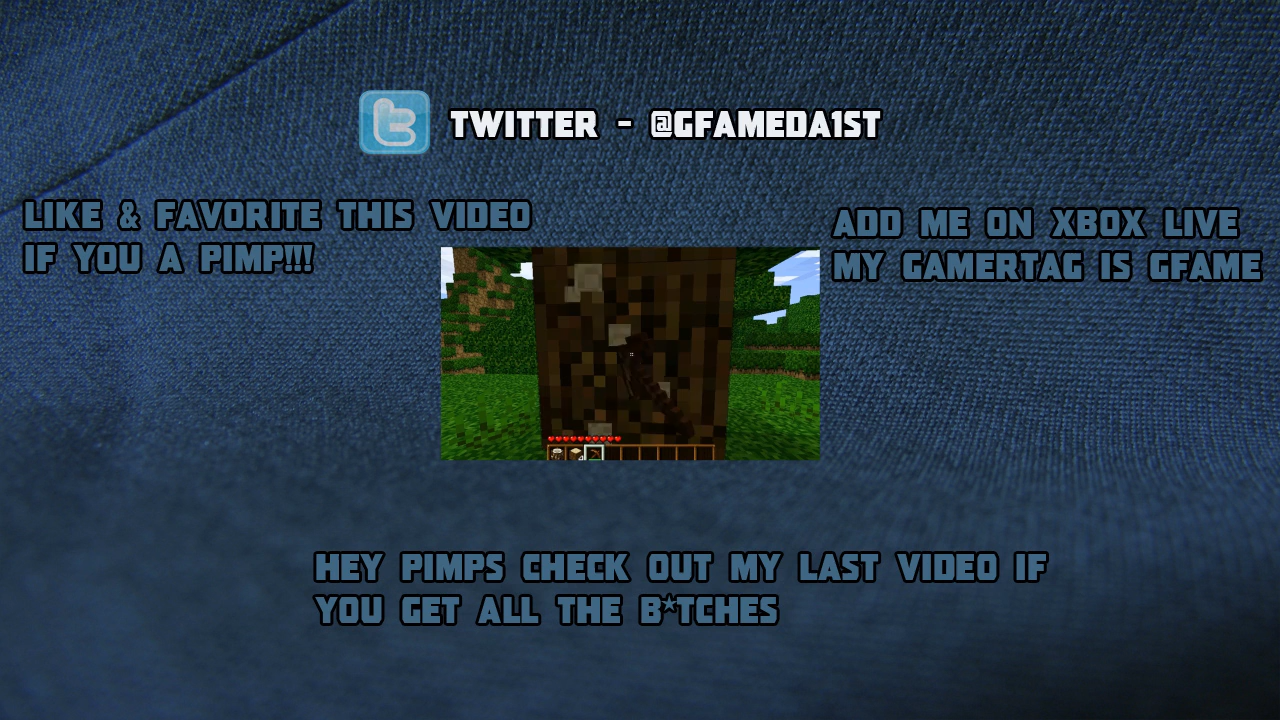 TWITTER - @GFAMEDA1ST
LIKE & FAVORITE THIS VIDEO
IF YOU A PIMP!!!
ADD ME ON XBOX LIVE
MY GAMERTAG IS GFAME
HEY PIMPS CHECK OUT MY LAST VIDEO IF
YOU GET ALL THE B*TCHES